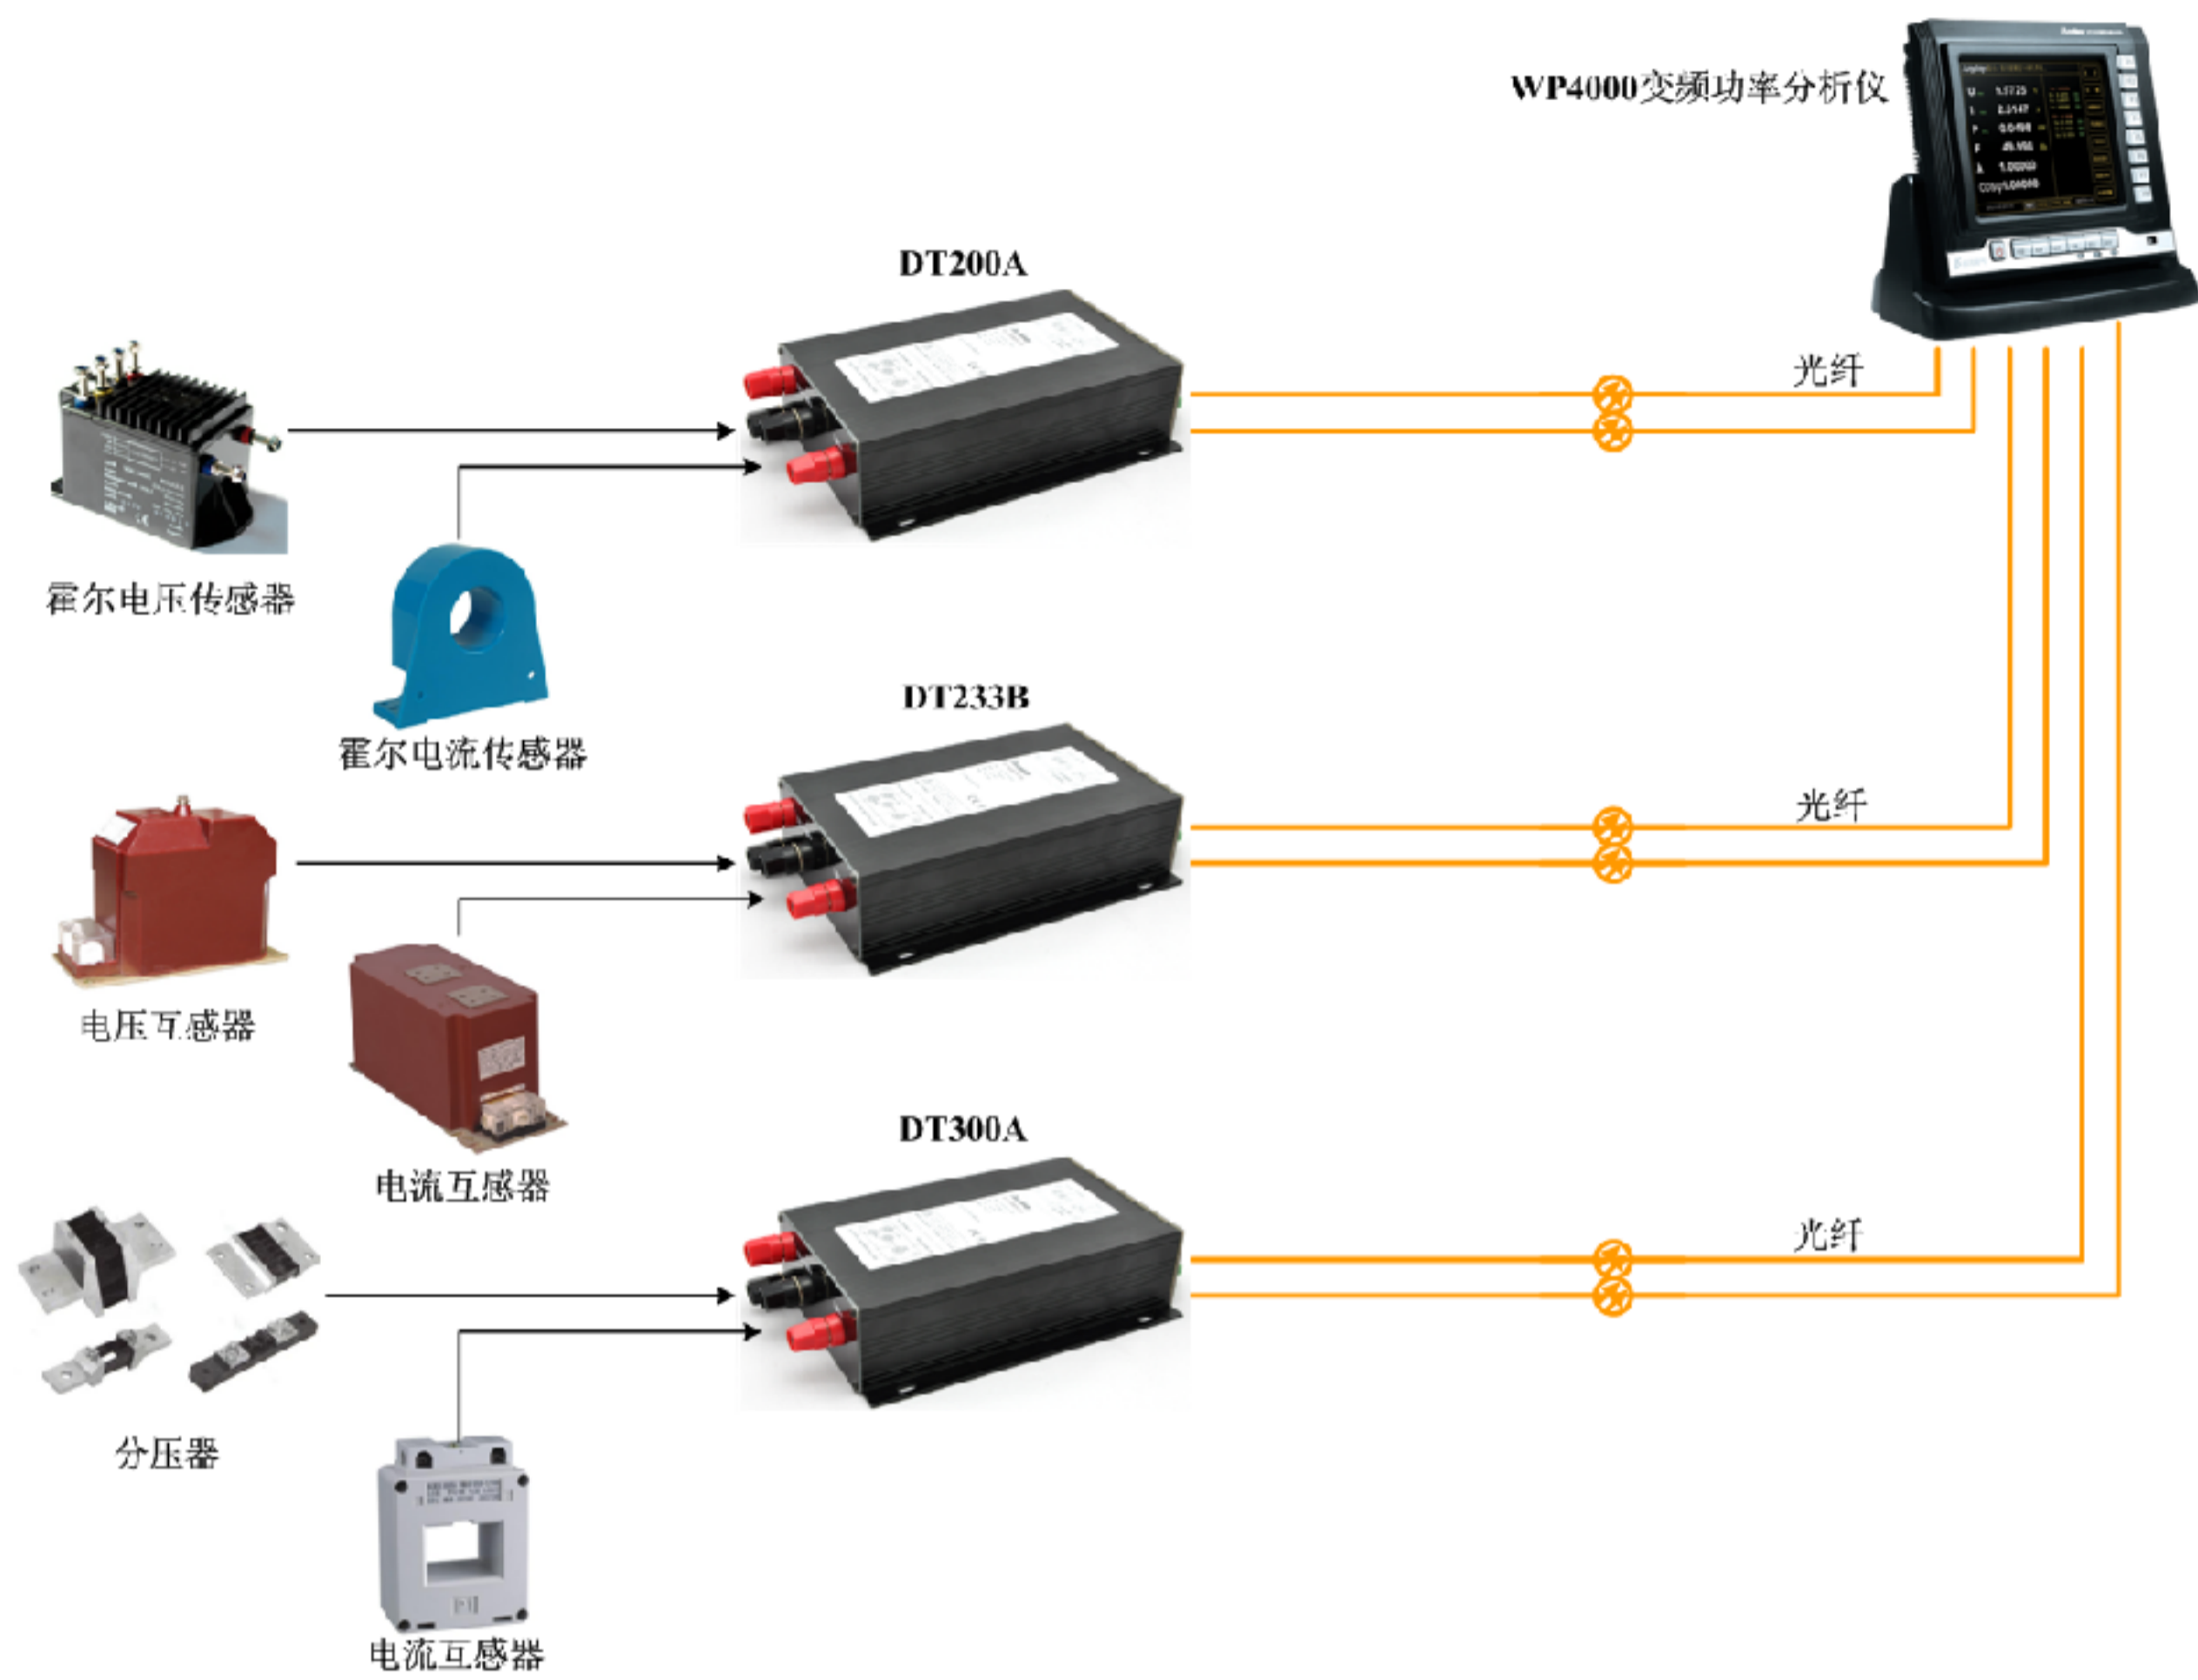 WP4000变频功率分析仪
DT200A
光纤
霍尔电压传感器
霍尔电流传感器
DT233B
光纤
电压互感器
电流互感器
DT300A
光纤
分压器
电流互感器